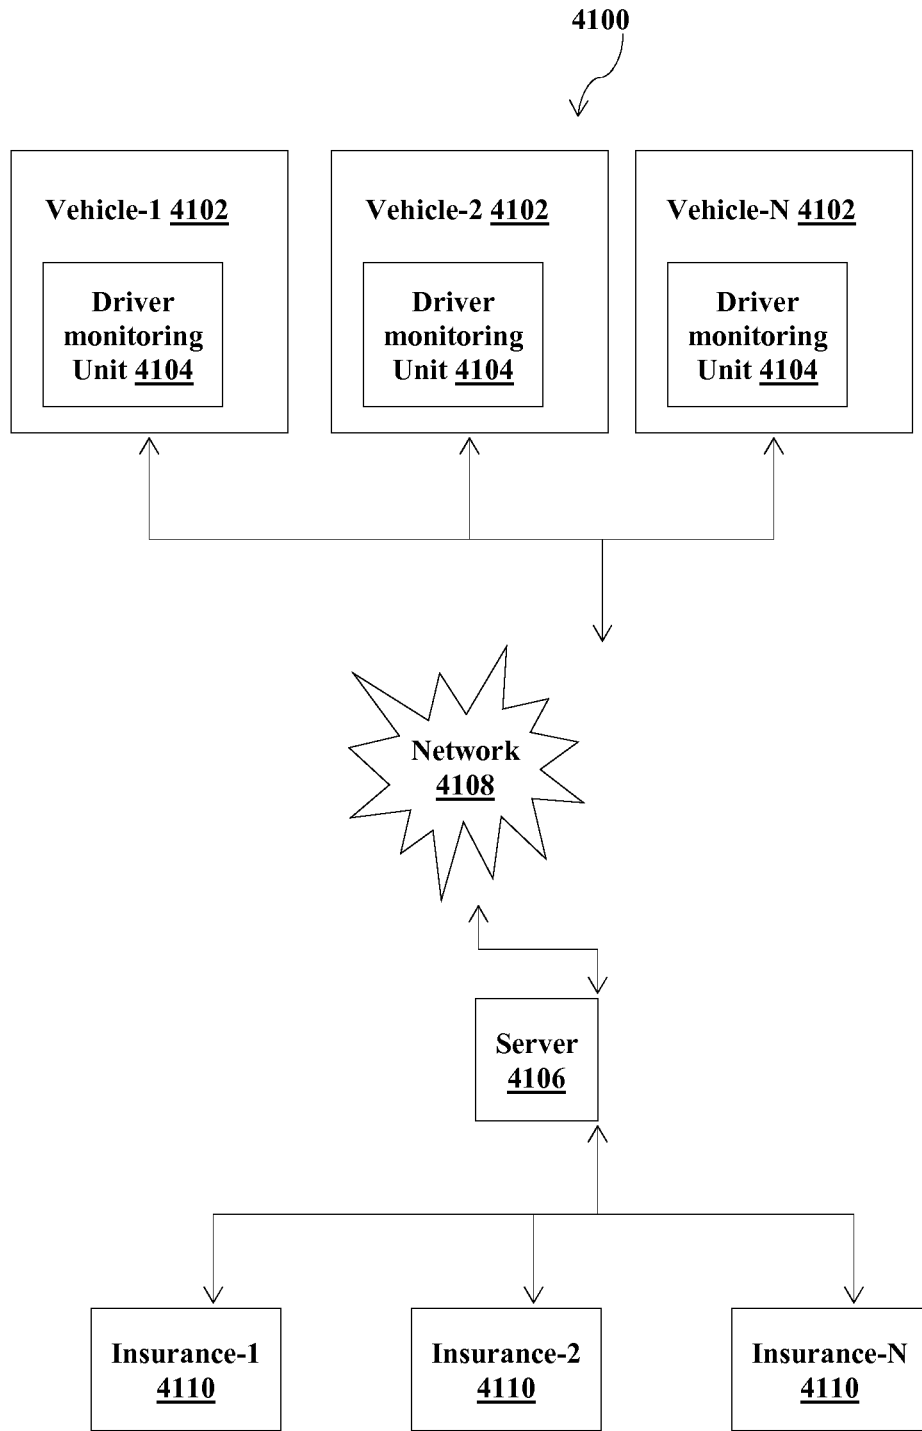 4100
Vehicle-1 4102
Driver
monitoring
Unit 4104
Vehicle-2 4102
Driver
monitoring
Unit 4104
Vehicle-N 4102
Driver
monitoring
Unit 4104
Network
4108
Server
4106
Insurance-1
4110
Insurance-2
4110
Insurance-N
4110